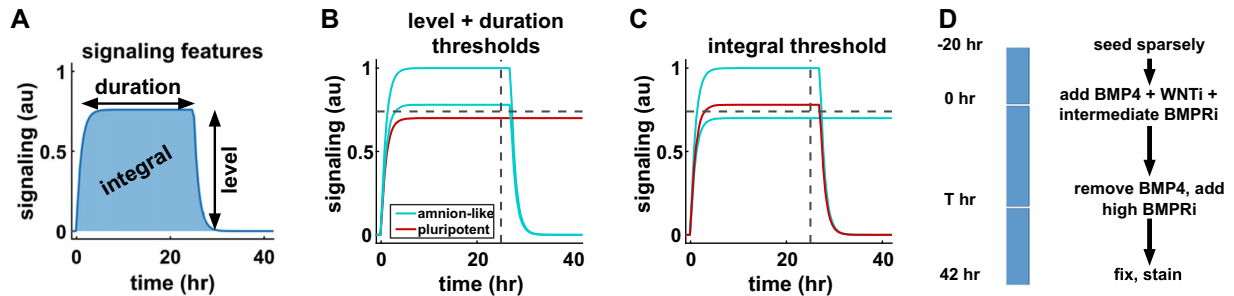 A
signaling features
1
0.5
0
signaling (au)
duration
integral
level
0
20
40
time (hr)
B
level + duration
thresholds
1
0.5
0
signaling (au)
amnion-like
pluripotent
0
20
40
time (hr)
C
integral threshold
1
0.5
0
signaling (au)
0
20
40
time (hr)
D
-20 hr
seed sparsely
0 hr
add BMP4 + WNTi +
intermediate BMPRi
T hr
remove BMP4, add
high BMPRi
42 hr
fix, stain